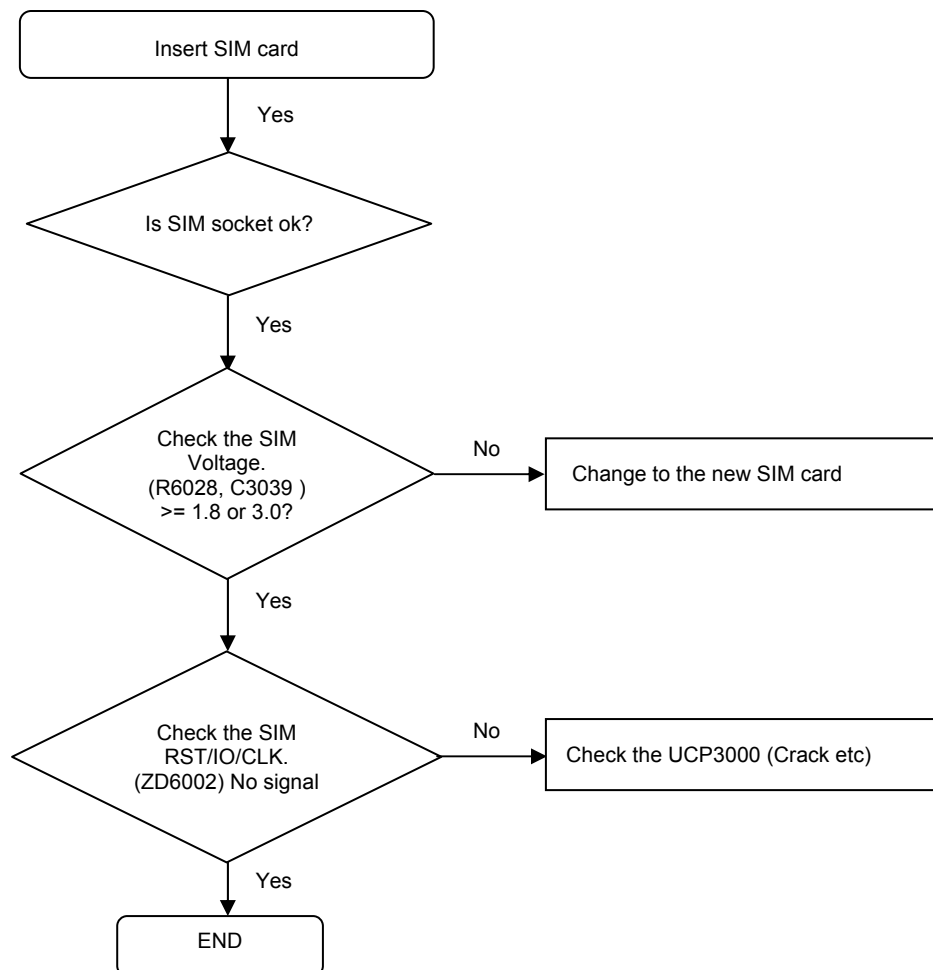 Insert SIM card
Yes
Is SIM socket ok?
Yes
Check the SIM
Voltage.
(R6028, C3039 )
>= 1.8 or 3.0?
No
Change to the new SIM card
Yes
Check the SIM
RST/IO/CLK.
(ZD6002) No signal
No
Check the UCP3000 (Crack etc)
Yes
END